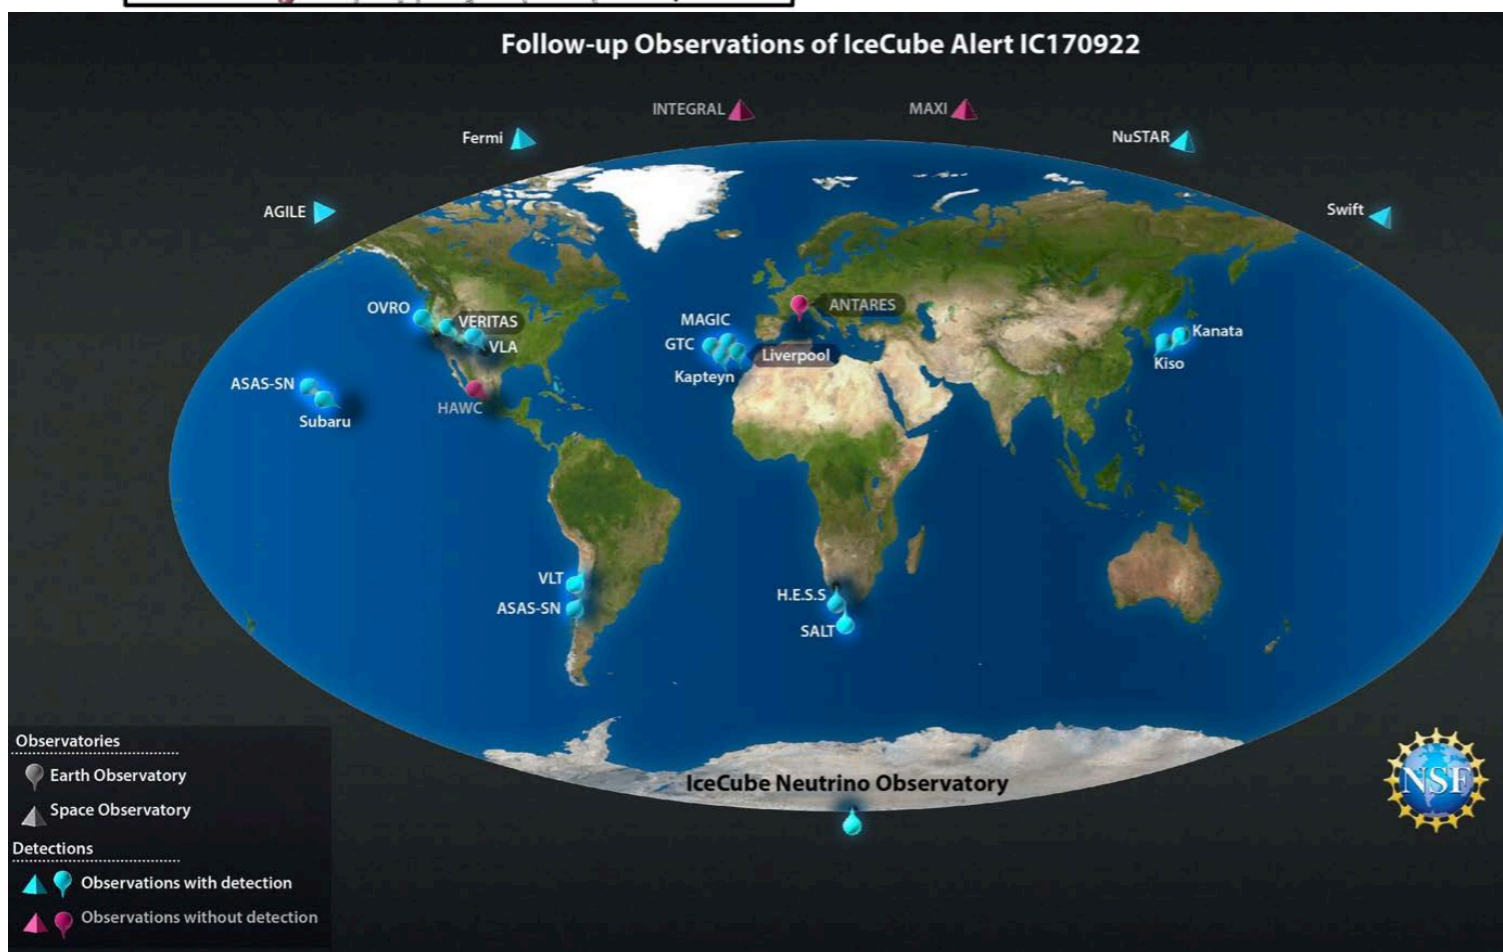 Follow-up Observations of IceCube Alert IC170922
INTEGRAL
MAXI
Fermi
NuSTAR
AGILE
Swift
OVRO
VERITAS
VLA
ANTARES
MAGIC
GTC
Liverpool
Kapteyn
Kanata
Kiso
ASAS-SN
Subaru
HAWC
VLT
ASAS-SN
H.E.S.S
SALT
IceCube Neutrino Observatory
Observatories
Earth Observatory
Space Observatory
Detections
Observations with detection
Observations without detection
NSF